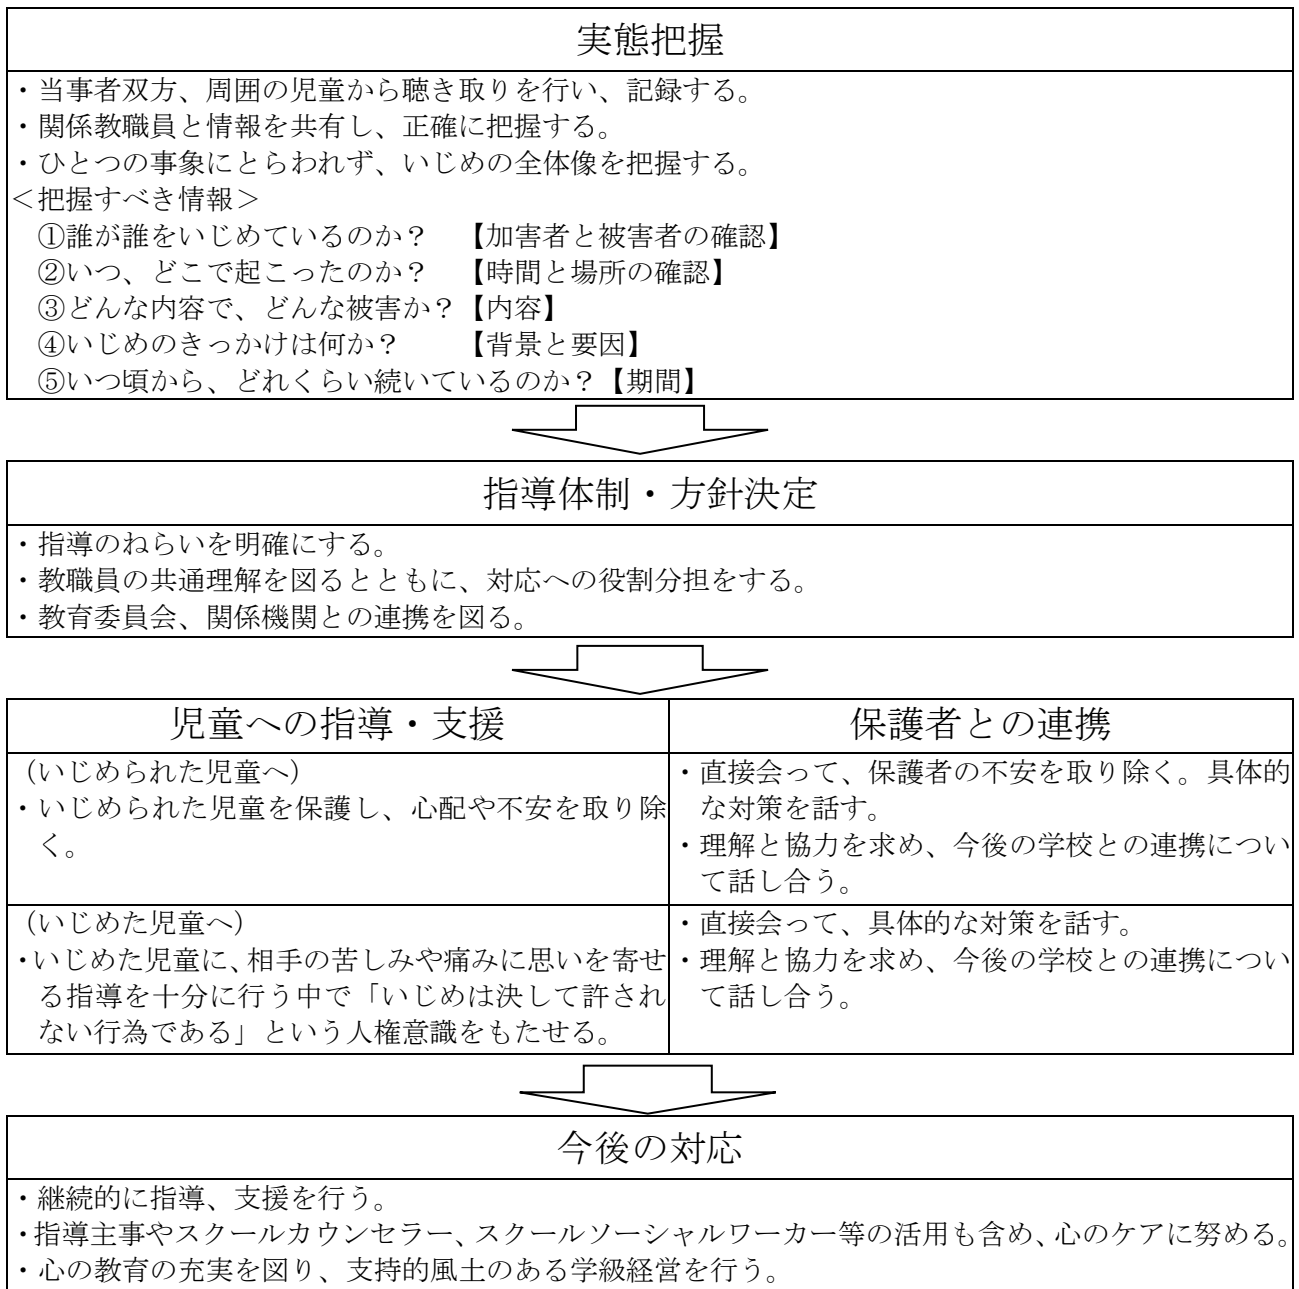 実態把握
・当事者双方、周囲の児童から聴き取りを行い、記録する。
・関係教職員と情報を共有し、正確に把握する。
・ひとつの事象にとらわれず、いじめの全体像を把握する。
＜把握すべき情報＞
①誰が誰をいじめているのか？　【加害者と被害者の確認】
②いつ、どこで起こったのか？　【時間と場所の確認】
③どんな内容で、どんな被害か？【内容】
④いじめのきっかけは何か？　　【背景と要因】
⑤いつ頃から、どれくらい続いているのか？【期間】
指導体制・方針決定
・指導のねらいを明確にする。
・教職員の共通理解を図るとともに、対応への役割分担をする。
・教育委員会、関係機関との連携を図る。
児童への指導・支援
保護者との連携
（いじめられた児童へ）
・いじめられた児童を保護し、心配や不安を取り除
く。
・直接会って、保護者の不安を取り除く。具体的
な対策を話す。
・理解と協力を求め、今後の学校との連携につい
て話し合う。
（いじめた児童へ）
・いじめた児童に、相手の苦しみや痛みに思いを寄せ
る指導を十分に行う中で「いじめは決して許され
ない行為である」という人権意識をもたせる。
・直接会って、具体的な対策を話す。
・理解と協力を求め、今後の学校との連携につい
て話し合う。
今後の対応
・継続的に指導、支援を行う。
・指導主事やスクールカウンセラー、スクールソーシャルワーカー等の活用も含め、心のケアに努める。
・心の教育の充実を図り、支持的風土のある学級経営を行う。